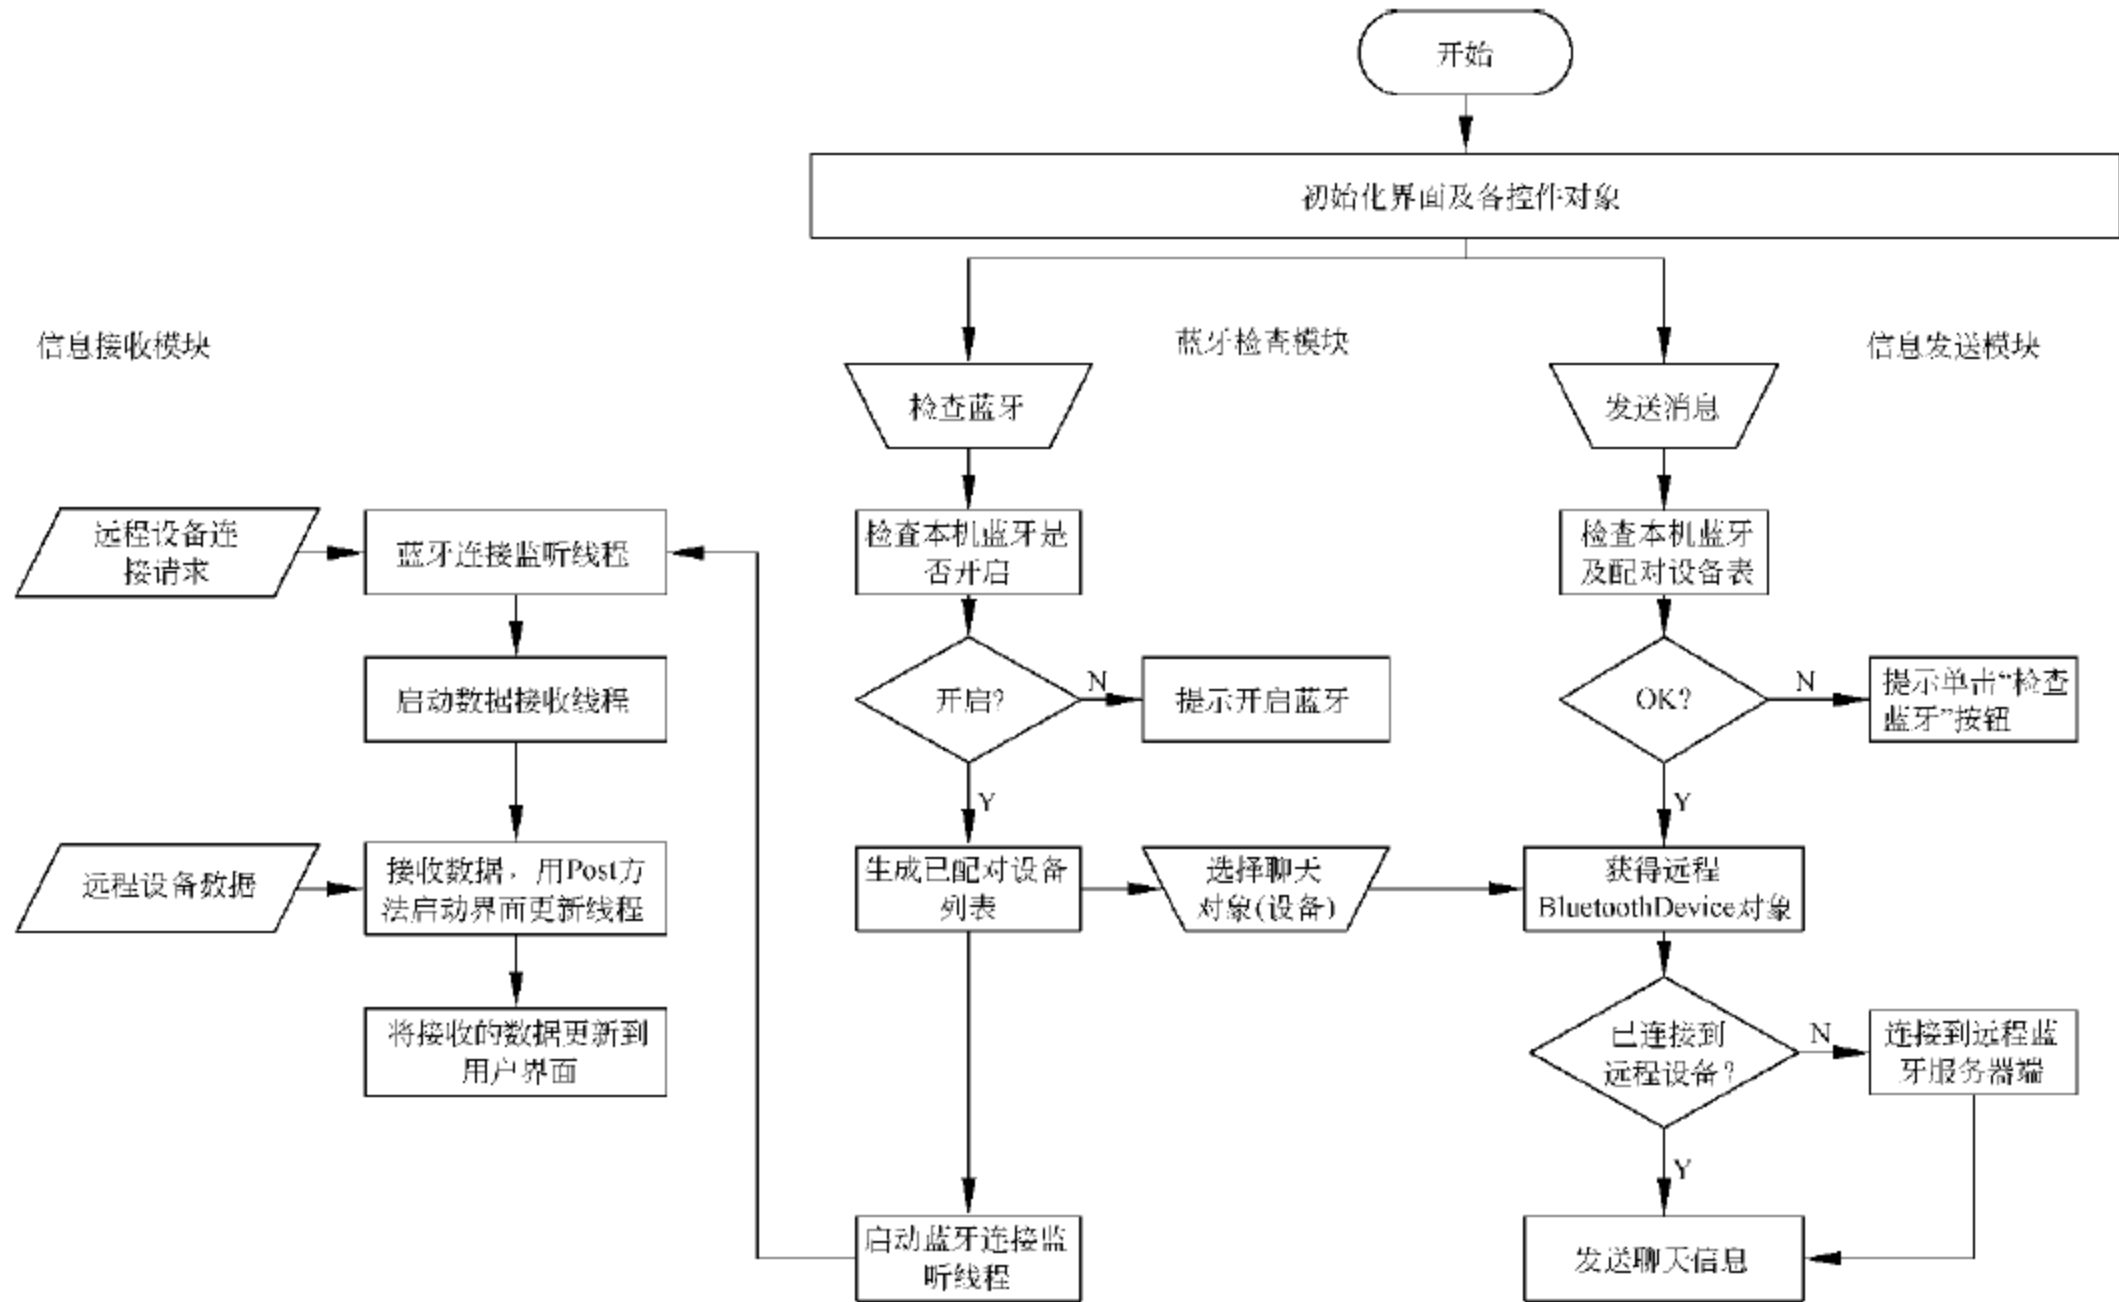 开始
初始化界面及各控件对象
信息接收模块
蓝牙检查模块
信息发送模块
检查蓝牙
发送消息
远程设备连
接请求
蓝牙连接监听线程
检查本机蓝牙是
否开启
检查本机蓝牙
及配对设备表
启动数据接收线程
开启?
N
提示开启蓝牙
OK?
N
提示单击“检查
蓝牙”按钮
Y
Y
远程设备数据
接收数据，用Post方
法启动界面更新线程
生成已配对设备
列表
选择聊天
对象(设备)
获得远程
BluetoothDevice对象
将接收的数据更新到
用户界面
已连接到
远程设备?
N
连接到远程蓝
牙服务器端
Y
启动蓝牙连接监
听线程
发送聊天信息